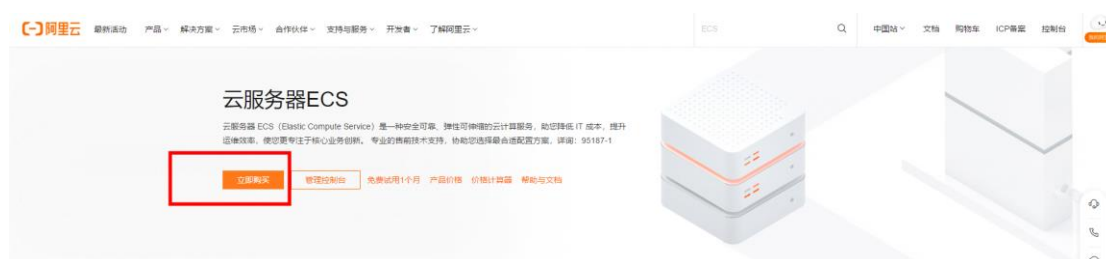 阿里云 最新活动 产品 解决方案 云市场 合作伙伴 支持与服务 开发者 了解阿里云 ECS 中国站 文档 购物车 ICP备案 控制台
云服务器ECS
云服务器 ECS（Elastic Compute Service）是一种安全可靠、弹性可伸缩的云计算服务，助您降低 IT 成本，提升
运维效率，使您更专注于核心业务创新。 专业的售前技术支持，协助您选择最合适配置方案，详询：95187-1
立即购买 管理控制台 免费试用1个月 产品价格 价格计算器 帮助与文档